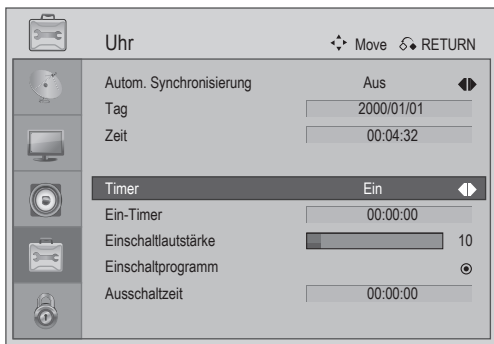 Uhr Move RETURN
Autom. Synchronisierung Aus
Tag 2000/01/01
Zeit 00:04:32
Timer Ein
Ein-Timer 00:00:00
Einschaltlautstärke 10
Einschaltprogramm
Ausschaltzeit 00:00:00